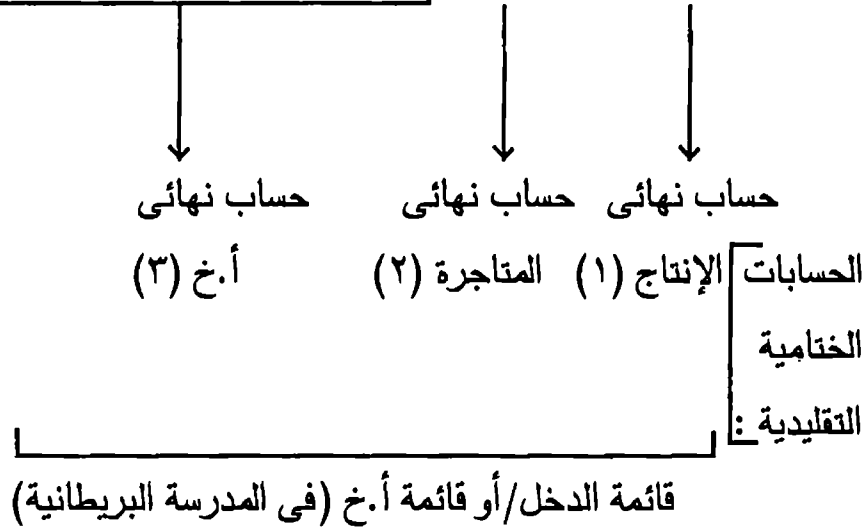 حساب نهائى حساب نهائى حساب نهائى
الحسابات الإنتاج (١) المتاجرة (٢) أ.خ (٣)
الختامية
التقليدية :
قائمة الدخل/أو قائمة أ.خ (فى المدرسة البريطانية)